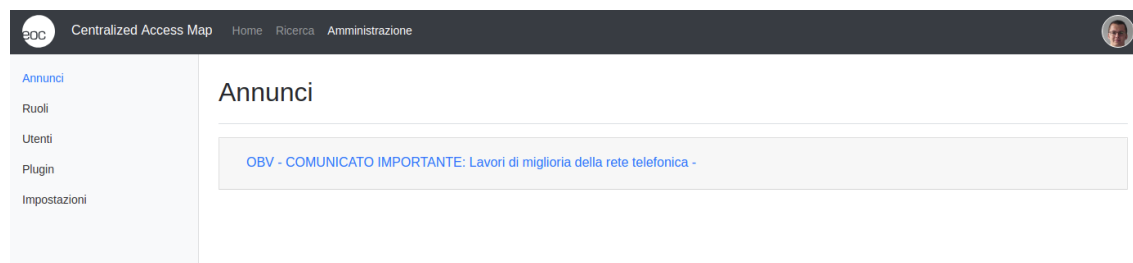 eoc Centralized Access Map Home Ricerca Amministrazione
Annunci
Ruoli
Utenti
Plugin
Impostazioni
Annunci
OBV - COMUNICATO IMPORTANTE: Lavori di miglioria della rete telefonica -